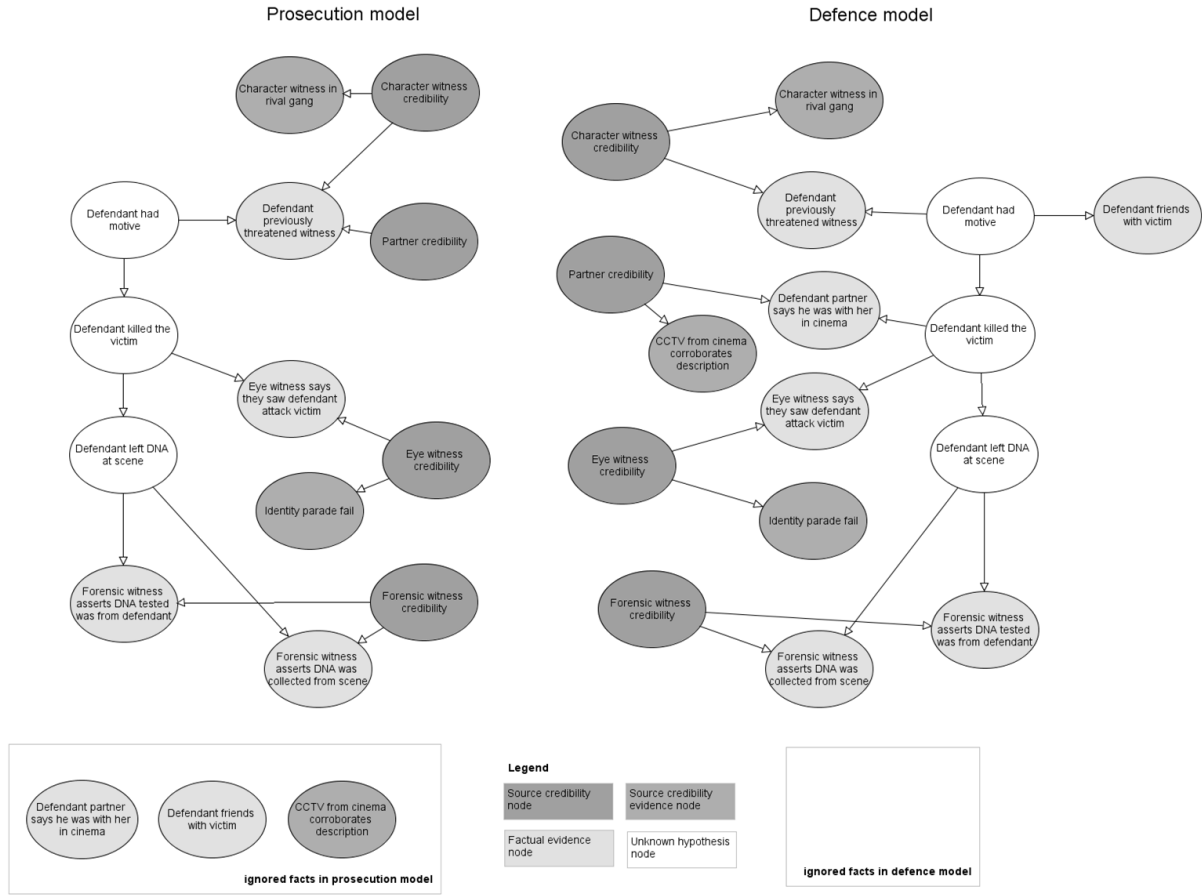 Prosecution model
Character witness in
rival gang
Character witness
credibility
Defendant had
motive
Defendant
previously
threatened witness
Partner credibility
Defendant killed the
victim
Eye witness says
they saw defendant
attack victim
Defendant left DNA
at scene
Eye witness
credibility
Identity parade fail
Forensic witness
asserts DNA tested
was from defendant
Forensic witness
credibility
Forensic witness
asserts DNA was
collected from scene
Defendant partner
says he was with her
in cinema
Defendant friends
with victim
CCTV from cinema
corroborates
description
ignored facts in prosecution model
Defence model
Character witness in
rival gang
Character witness
credibility
Defendant
previously
threatened witness
Defendant had
motive
Defendant friends
with victim
Partner credibility
Defendant partner
says he was with her
in cinema
Defendant killed the
victim
CCTV from cinema
corroborates
description
Eye witness says
they saw defendant
attack victim
Eye witness
credibility
Defendant left DNA
at scene
Identity parade fail
Forensic witness
credibility
Forensic witness
asserts DNA tested
was from defendant
Forensic witness
asserts DNA was
collected from scene
Legend
Source credibility
node
Source credibility
evidence node
Factual evidence
node
Unknown hypothesis
node
ignored facts in defence model